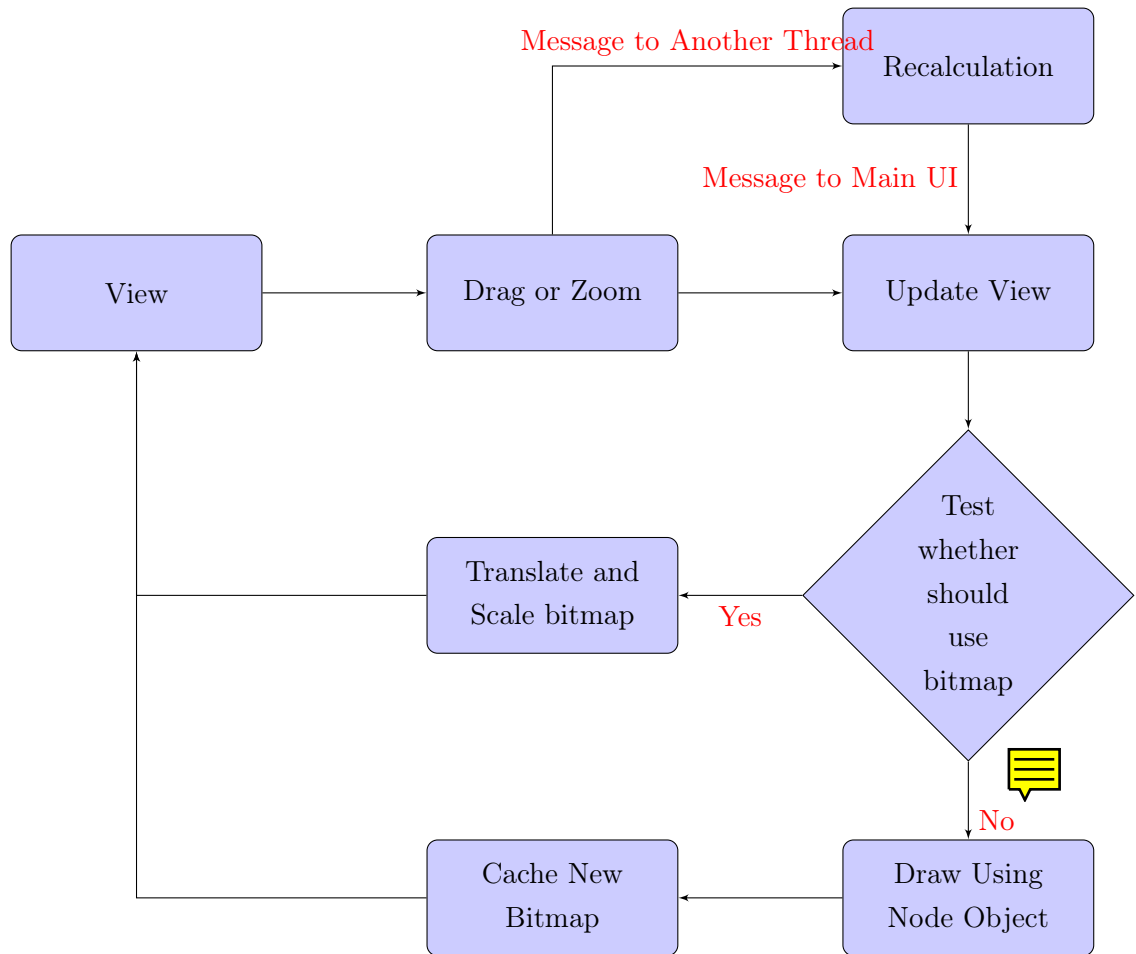 Message to Another Thread
Recalculation
Message to Main UI
View
Drag or Zoom
Update View
Test
whether
should
use
bitmap
Translate and
Scale bitmap
Yes
No
Cache New
Bitmap
Draw Using
Node Object